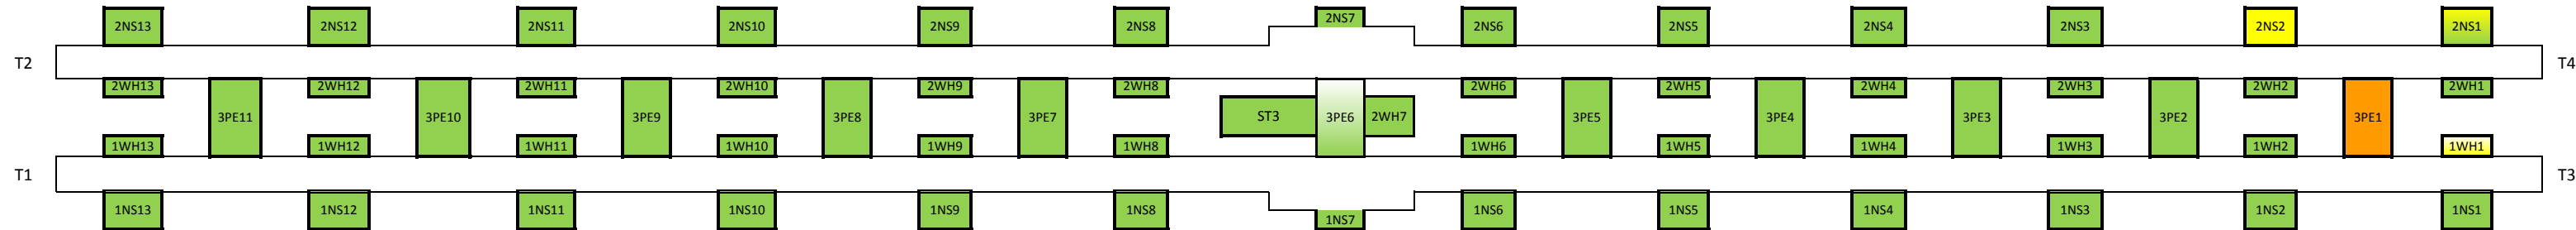 2NS13 2NS12 2NS11 2NS10 2NS9 2NS8 2NS7 2NS6 2NS5 2NS4 2NS3 2NS2 2NS1
T2 T4
2WH13 2WH12 2WH11 2WH10 2WH9 2WH8 2WH6 2WH5 2WH4 2WH3 2WH2 2WH1
3PE11 3PE10 3PE9 3PE8 3PE7 ST3 3PE6 2WH7 3PE5 3PE4 3PE3 3PE2 3PE1
1WH13 1WH12 1WH11 1WH10 1WH9 1WH8 1WH6 1WH5 1WH4 1WH3 1WH2 1WH1
T1 T3
1NS13 1NS12 1NS11 1NS10 1NS9 1NS8 1NS7 1NS6 1NS5 1NS4 1NS3 1NS2 1NS1